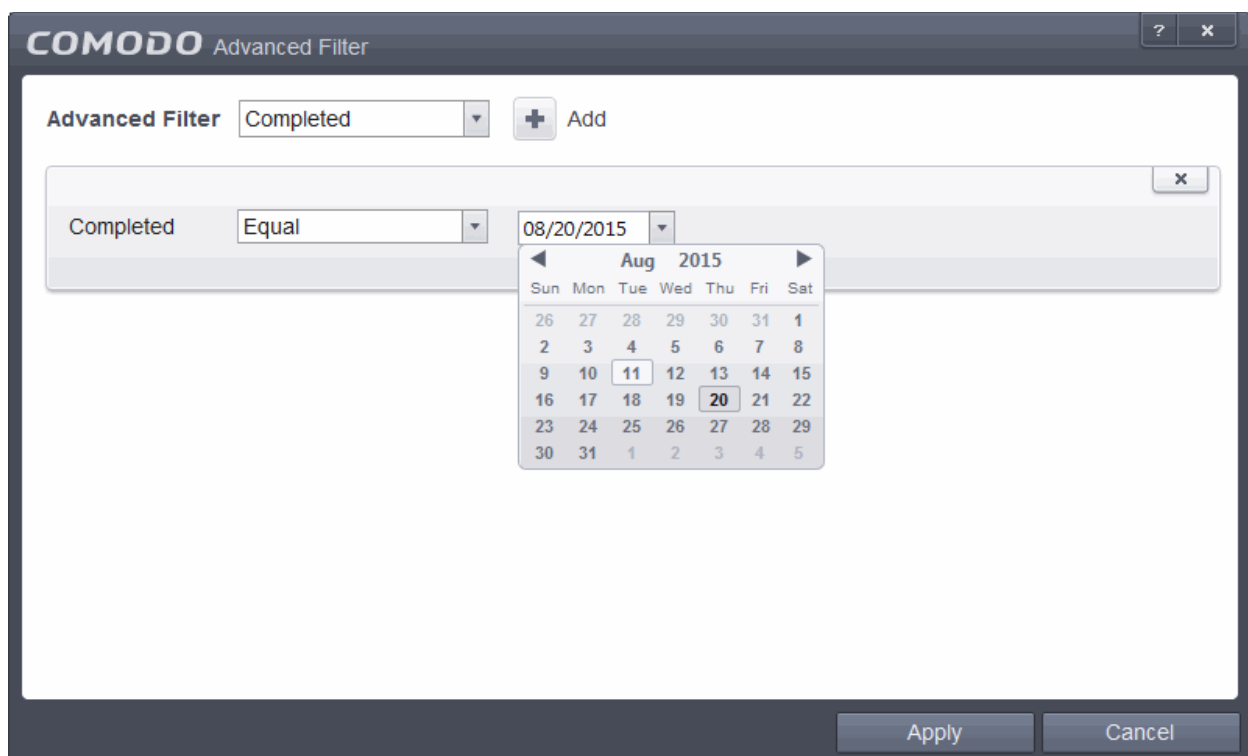 COMODO Advanced Filter ? ×
Advanced Filter Completed + Add
×
Completed Equal 08/20/2015
Aug 2015
Sun Mon Tue Wed Thu Fri Sat
26 27 28 29 30 31 1
2 3 4 5 6 7 8
9 10 11 12 13 14 15
16 17 18 19 20 21 22
23 24 25 26 27 28 29
30 31 1 2 3 4 5
Apply Cancel